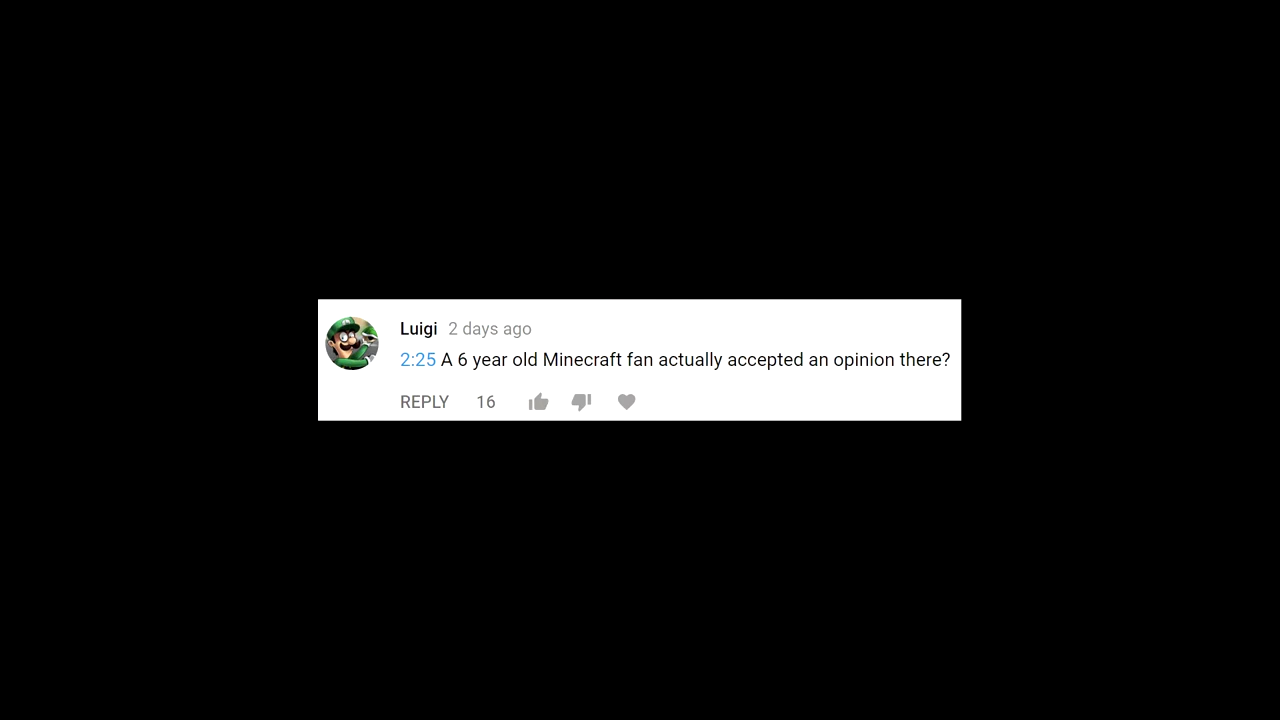 Luigi 2 days ago
2:25 A 6 year old Minecraft fan actually accepted an opinion there?
REPLY 16